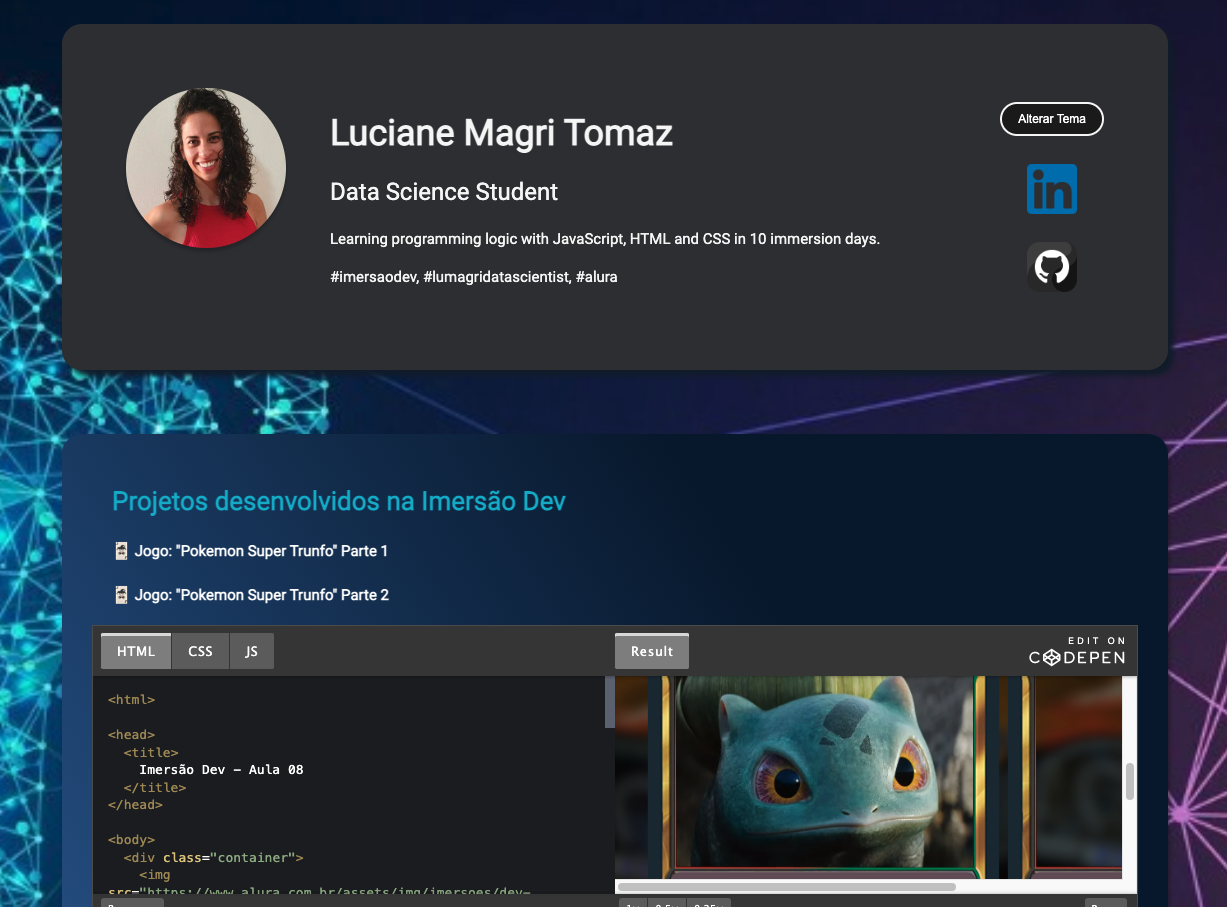 Luciane Magri Tomaz
Alterar Tema
Data Science Student
in
Learning programming logic with JavaScript, HTML and CSS in 10 immersion days.
#imersaodev, #lumagridatascientist, #alura
Projetos desenvolvidos na Imersão Dev
Jogo: "Pokemon Super Trunfo" Parte 1
Jogo: "Pokemon Super Trunfo" Parte 2
HTML CSS JS
Result
EDIT ON
CODEPEN
<html>
<head>
<title>
Imersão Dev - Aula 08
</title>
</head>
<body>
<div class="container">
<img
src="https://www.alura.com.br/assets/img/imersoes/dev-